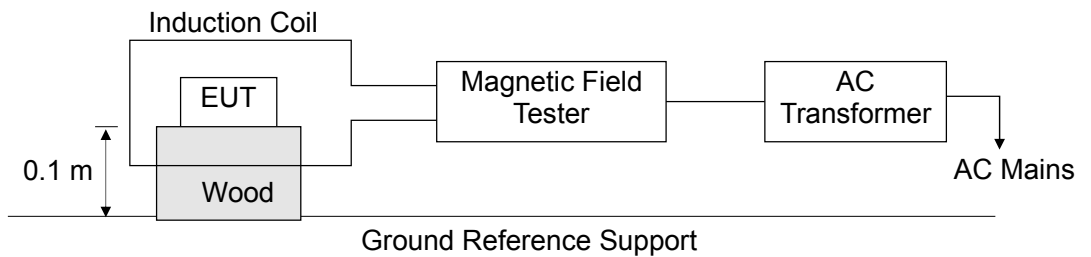 Induction Coil
EUT
Magnetic Field
Tester
AC
Transformer
0.1 m
Wood
AC Mains
Ground Reference Support